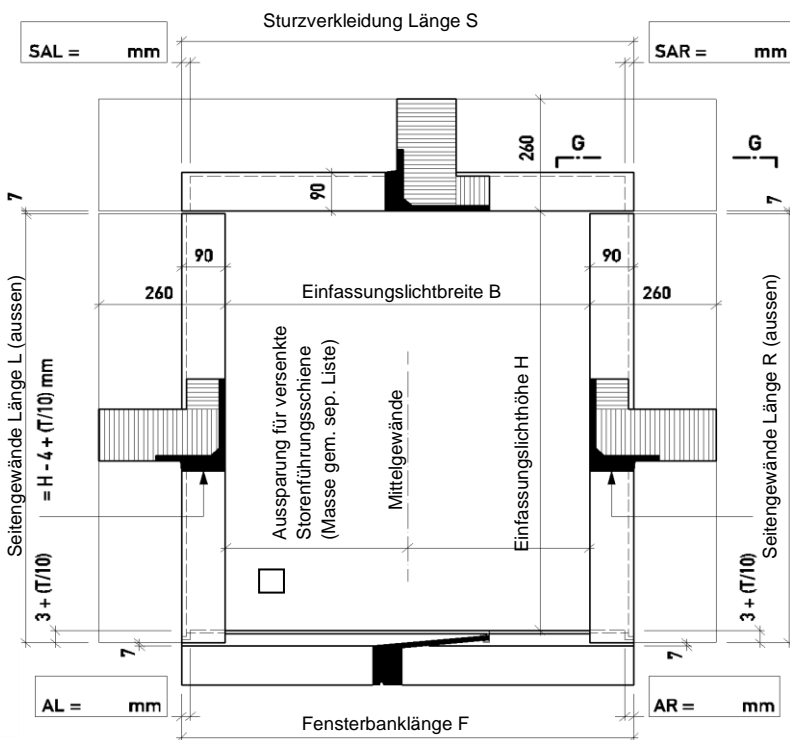 Sturzverkleidung Länge S
SAL = mm
SAR = mm
260
G
G
90
7
7
90
90
260
Einfassungslichtbreite B
260
Seitengewände Länge L (aussen)
= H - 4 + (T/10) mm
Aussparung für versenkte
Storenführungsschiene
(Masse gem. sep. Liste)
Mittelgewände
Einfassungslichthöhe H
Seitengewände Länge R (aussen)
3 + (T/10)
3 + (T/10)
7
7
AL = mm
AR = mm
Fensterbanklänge F